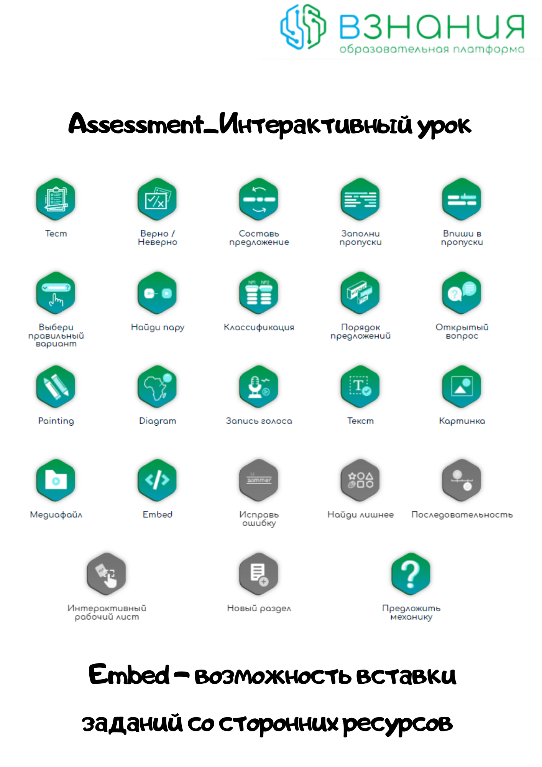 ВЗНАНИЯ
образовательная платформа
Assessment_Интерактивный урок
Тест
Верно /
Неверно
Составь
предложение
Заполни
пропуски
Впиши в
пропуски
Выбери
правильный
вариант
Найди пару
Классификация
Порядок
предложений
Открытый
вопрос
Painting
Diagram
Запись голоса
Текст
Картинка
Медиафайл
Embed
Исправь
ошибку
Найди лишнее
Последовательность
Интерактивный
рабочий лист
Новый раздел
Предложить
механику
Embed – возможность вставки
заданий со сторонних ресурсов